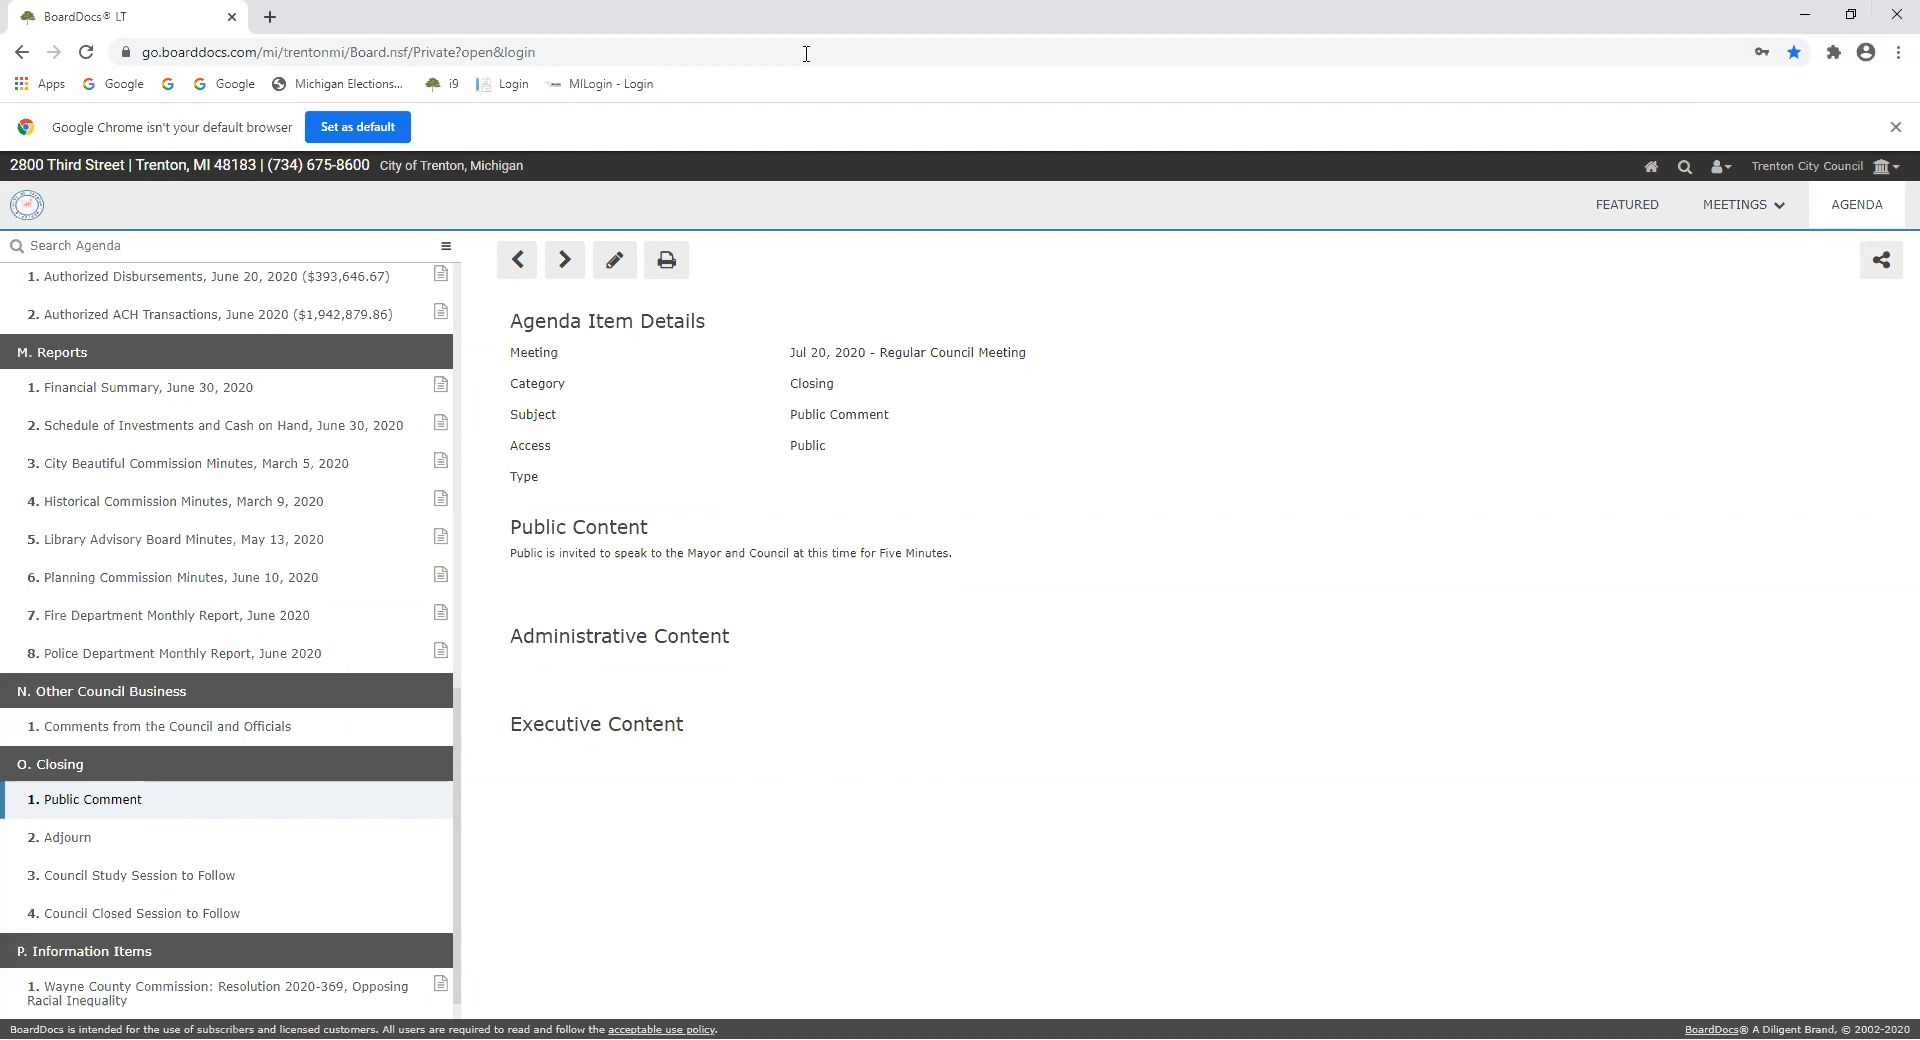 BoardDocs® LT
go.boarddocs.com/mi/trentonmi/Board.nsf/Private?open&login
Apps Google Google Michigan Elections... i9 Login MILogin - Login
Google Chrome isn't your default browser Set as default
2800 Third Street | Trenton, MI 48183 | (734) 675-8600 City of Trenton, Michigan Trenton City Council
FEATURED MEETINGS AGENDA
Search Agenda
1. Authorized Disbursements, June 20, 2020 ($393,646.67)
2. Authorized ACH Transactions, June 2020 ($1,942,879.86)
M. Reports
1. Financial Summary, June 30, 2020
2. Schedule of Investments and Cash on Hand, June 30, 2020
3. City Beautiful Commission Minutes, March 5, 2020
4. Historical Commission Minutes, March 9, 2020
5. Library Advisory Board Minutes, May 13, 2020
6. Planning Commission Minutes, June 10, 2020
7. Fire Department Monthly Report, June 2020
8. Police Department Monthly Report, June 2020
N. Other Council Business
1. Comments from the Council and Officials
O. Closing
1. Public Comment
2. Adjourn
3. Council Study Session to Follow
4. Council Closed Session to Follow
P. Information Items
1. Wayne County Commission: Resolution 2020-369, Opposing
Racial Inequality
Agenda Item Details
Meeting Jul 20, 2020 - Regular Council Meeting
Category Closing
Subject Public Comment
Access Public
Type
Public Content
Public is invited to speak to the Mayor and Council at this time for Five Minutes.
Administrative Content
Executive Content
BoardDocs is intended for the use of subscribers and licensed customers. All users are required to read and follow the acceptable use policy. BoardDocs® A Diligent Brand, © 2002-2020